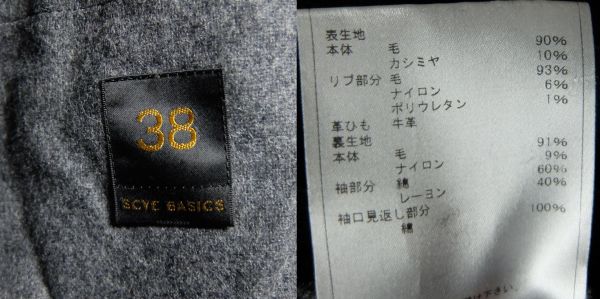 38
SCYE BASICS
表生地 90%
本体 毛 10%
カシミヤ 93%
リブ部分 毛 6%
ナイロン 1%
ポリウレタン
革ひも 牛革
裏生地 91%
本体 毛 9%
ナイロン 60%
袖部分 綿 40%
レーヨン
袖口見返し部分 100%
綿
下さい。